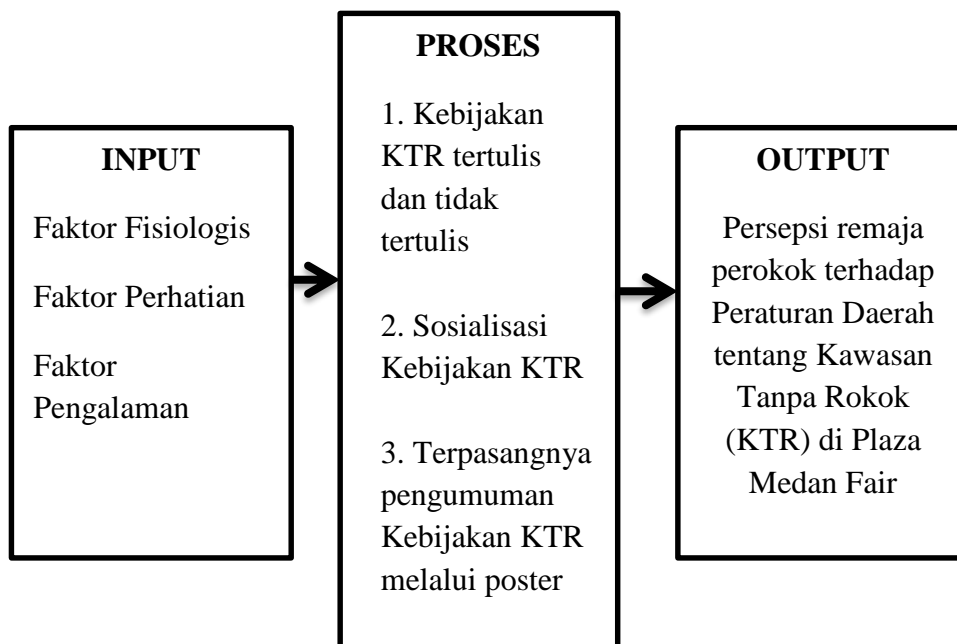 INPUT
Faktor Fisiologis
Faktor Perhatian
Faktor
Pengalaman
PROSES
1. Kebijakan
KTR tertulis
dan tidak
tertulis
2. Sosialisasi
Kebijakan KTR
3. Terpasangnya
pengumuman
Kebijakan KTR
melalui poster
OUTPUT
Persepsi remaja
perokok terhadap
Peraturan Daerah
tentang Kawasan
Tanpa Rokok
(KTR) di Plaza
Medan Fair